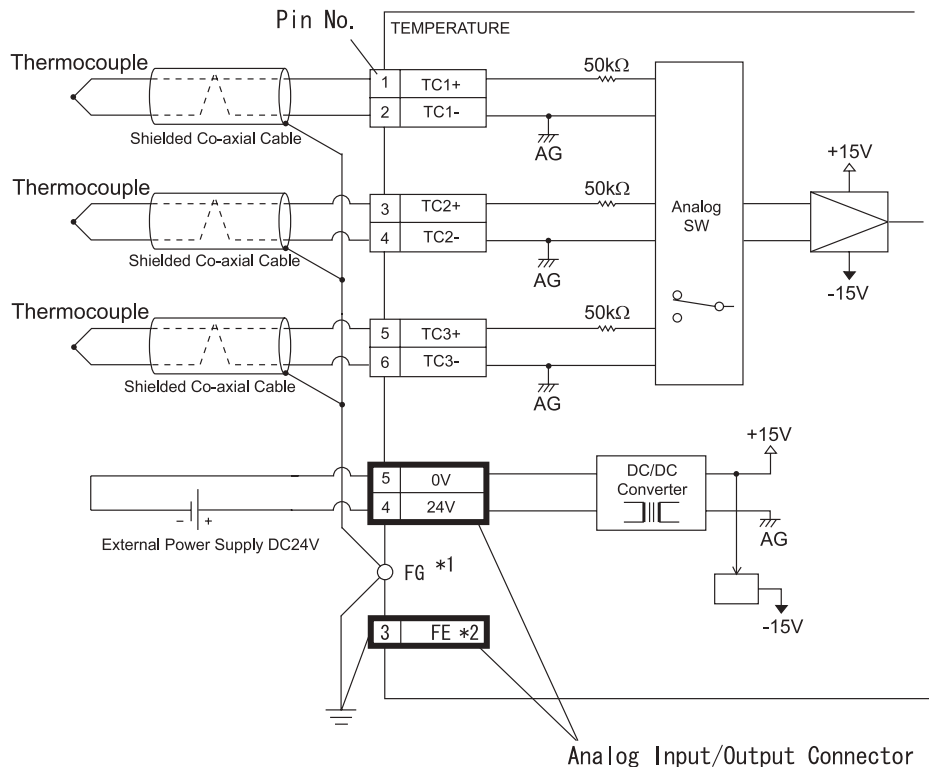 Pin No.
TEMPERATURE
Thermocouple
1 TC1+
2 TC1-
50kΩ
AG
Shielded Co-axial Cable
Thermocouple
3 TC2+
4 TC2-
50kΩ
AG
Shielded Co-axial Cable
Analog
SW
+15V
-15V
Thermocouple
5 TC3+
6 TC3-
50kΩ
AG
Shielded Co-axial Cable
5 0V
4 24V
- +
External Power Supply DC24V
DC/DC
Converter
+15V
AG
-15V
FG *1
3 FE *2
Analog Input/Output Connector